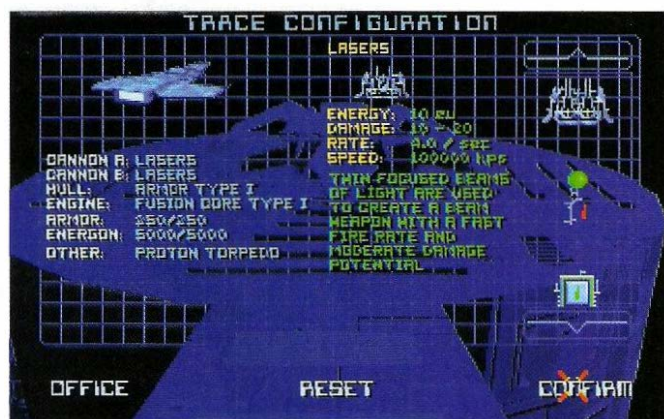 TRACE CONFIGURATION
LASERS
ENERGY: 10 eu
DAMAGE: 16 - 20
RATE: 4.0 / sec
SPEED: 100000 kps
CANNON A: LASERS
CANNON B: LASERS
HULL: ARMOR TYPE I
ENGINE: FUSION CORE TYPE I
ARMOR: 150/150
ENERGON: 5000/5000
OTHER: PROTON TORPEDO
THIN FOCUSED BEAMS
OF LIGHT ARE USED
TO CREATE A BEAM
WEAPON WITH A FAST
FIRE RATE AND
MODERATE DAMAGE
POTENTIAL
OFFICE
RESET
CONFIRM